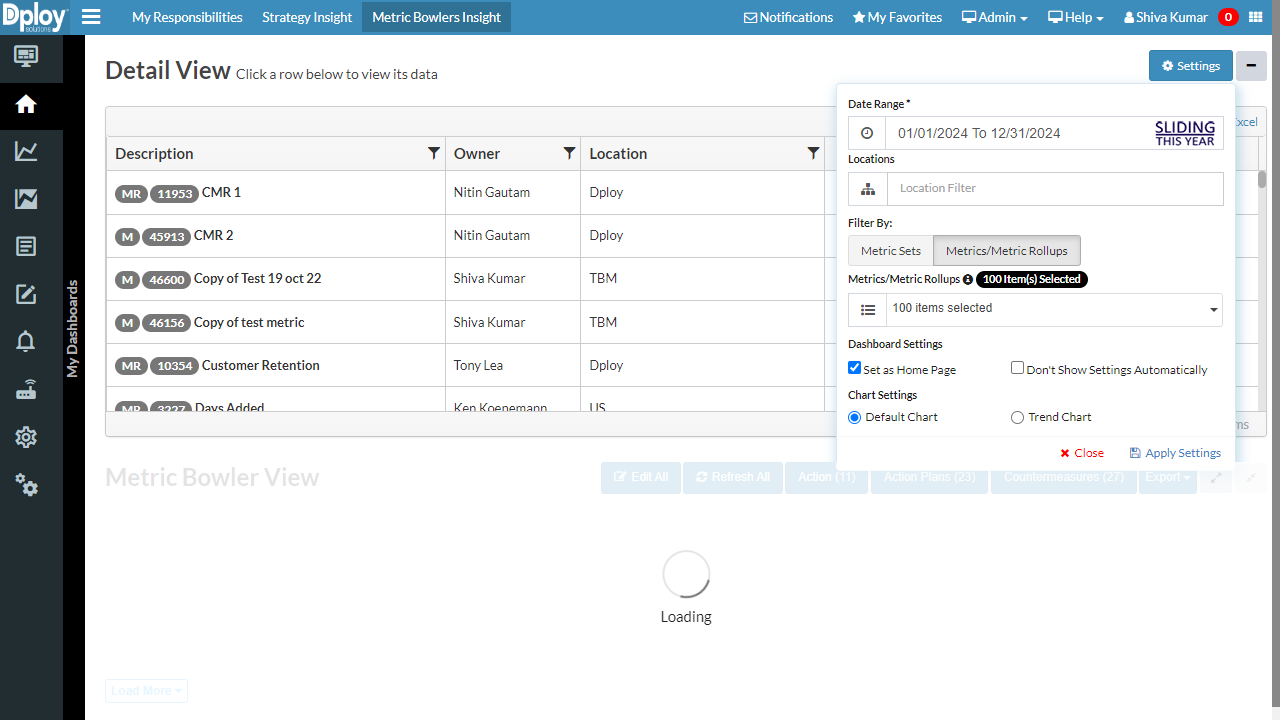 Dploy solutions My Responsibilities Strategy Insight Metric Bowlers Insight Notifications My Favorites Admin Help Shiva Kumar 0
My Dashboards
Detail View Click a row below to view its data
Settings
Excel
Description Owner Location
MR 11953 CMR 1 Nitin Gautam Dploy
M 45913 CMR 2 Nitin Gautam Dploy
M 46600 Copy of Test 19 oct 22 Shiva Kumar TBM
M 46156 Copy of test metric Shiva Kumar TBM
MR 10354 Customer Retention Tony Lea Dploy
MR 3227 Days Added Ken Koenemann US
Date Range *
01/01/2024 To 12/31/2024 SLIDING THIS YEAR
Locations
Location Filter
Filter By:
Metric Sets Metrics/Metric Rollups
Metrics/Metric Rollups 100 Item(s) Selected
100 items selected
Dashboard Settings
Set as Home Page Don't Show Settings Automatically
Chart Settings
Default Chart Trend Chart
Close Apply Settings
Metric Bowler View
Edit All Refresh All Action (11) Action Plans (23) Countermeasures (27) Export
Loading
Load More